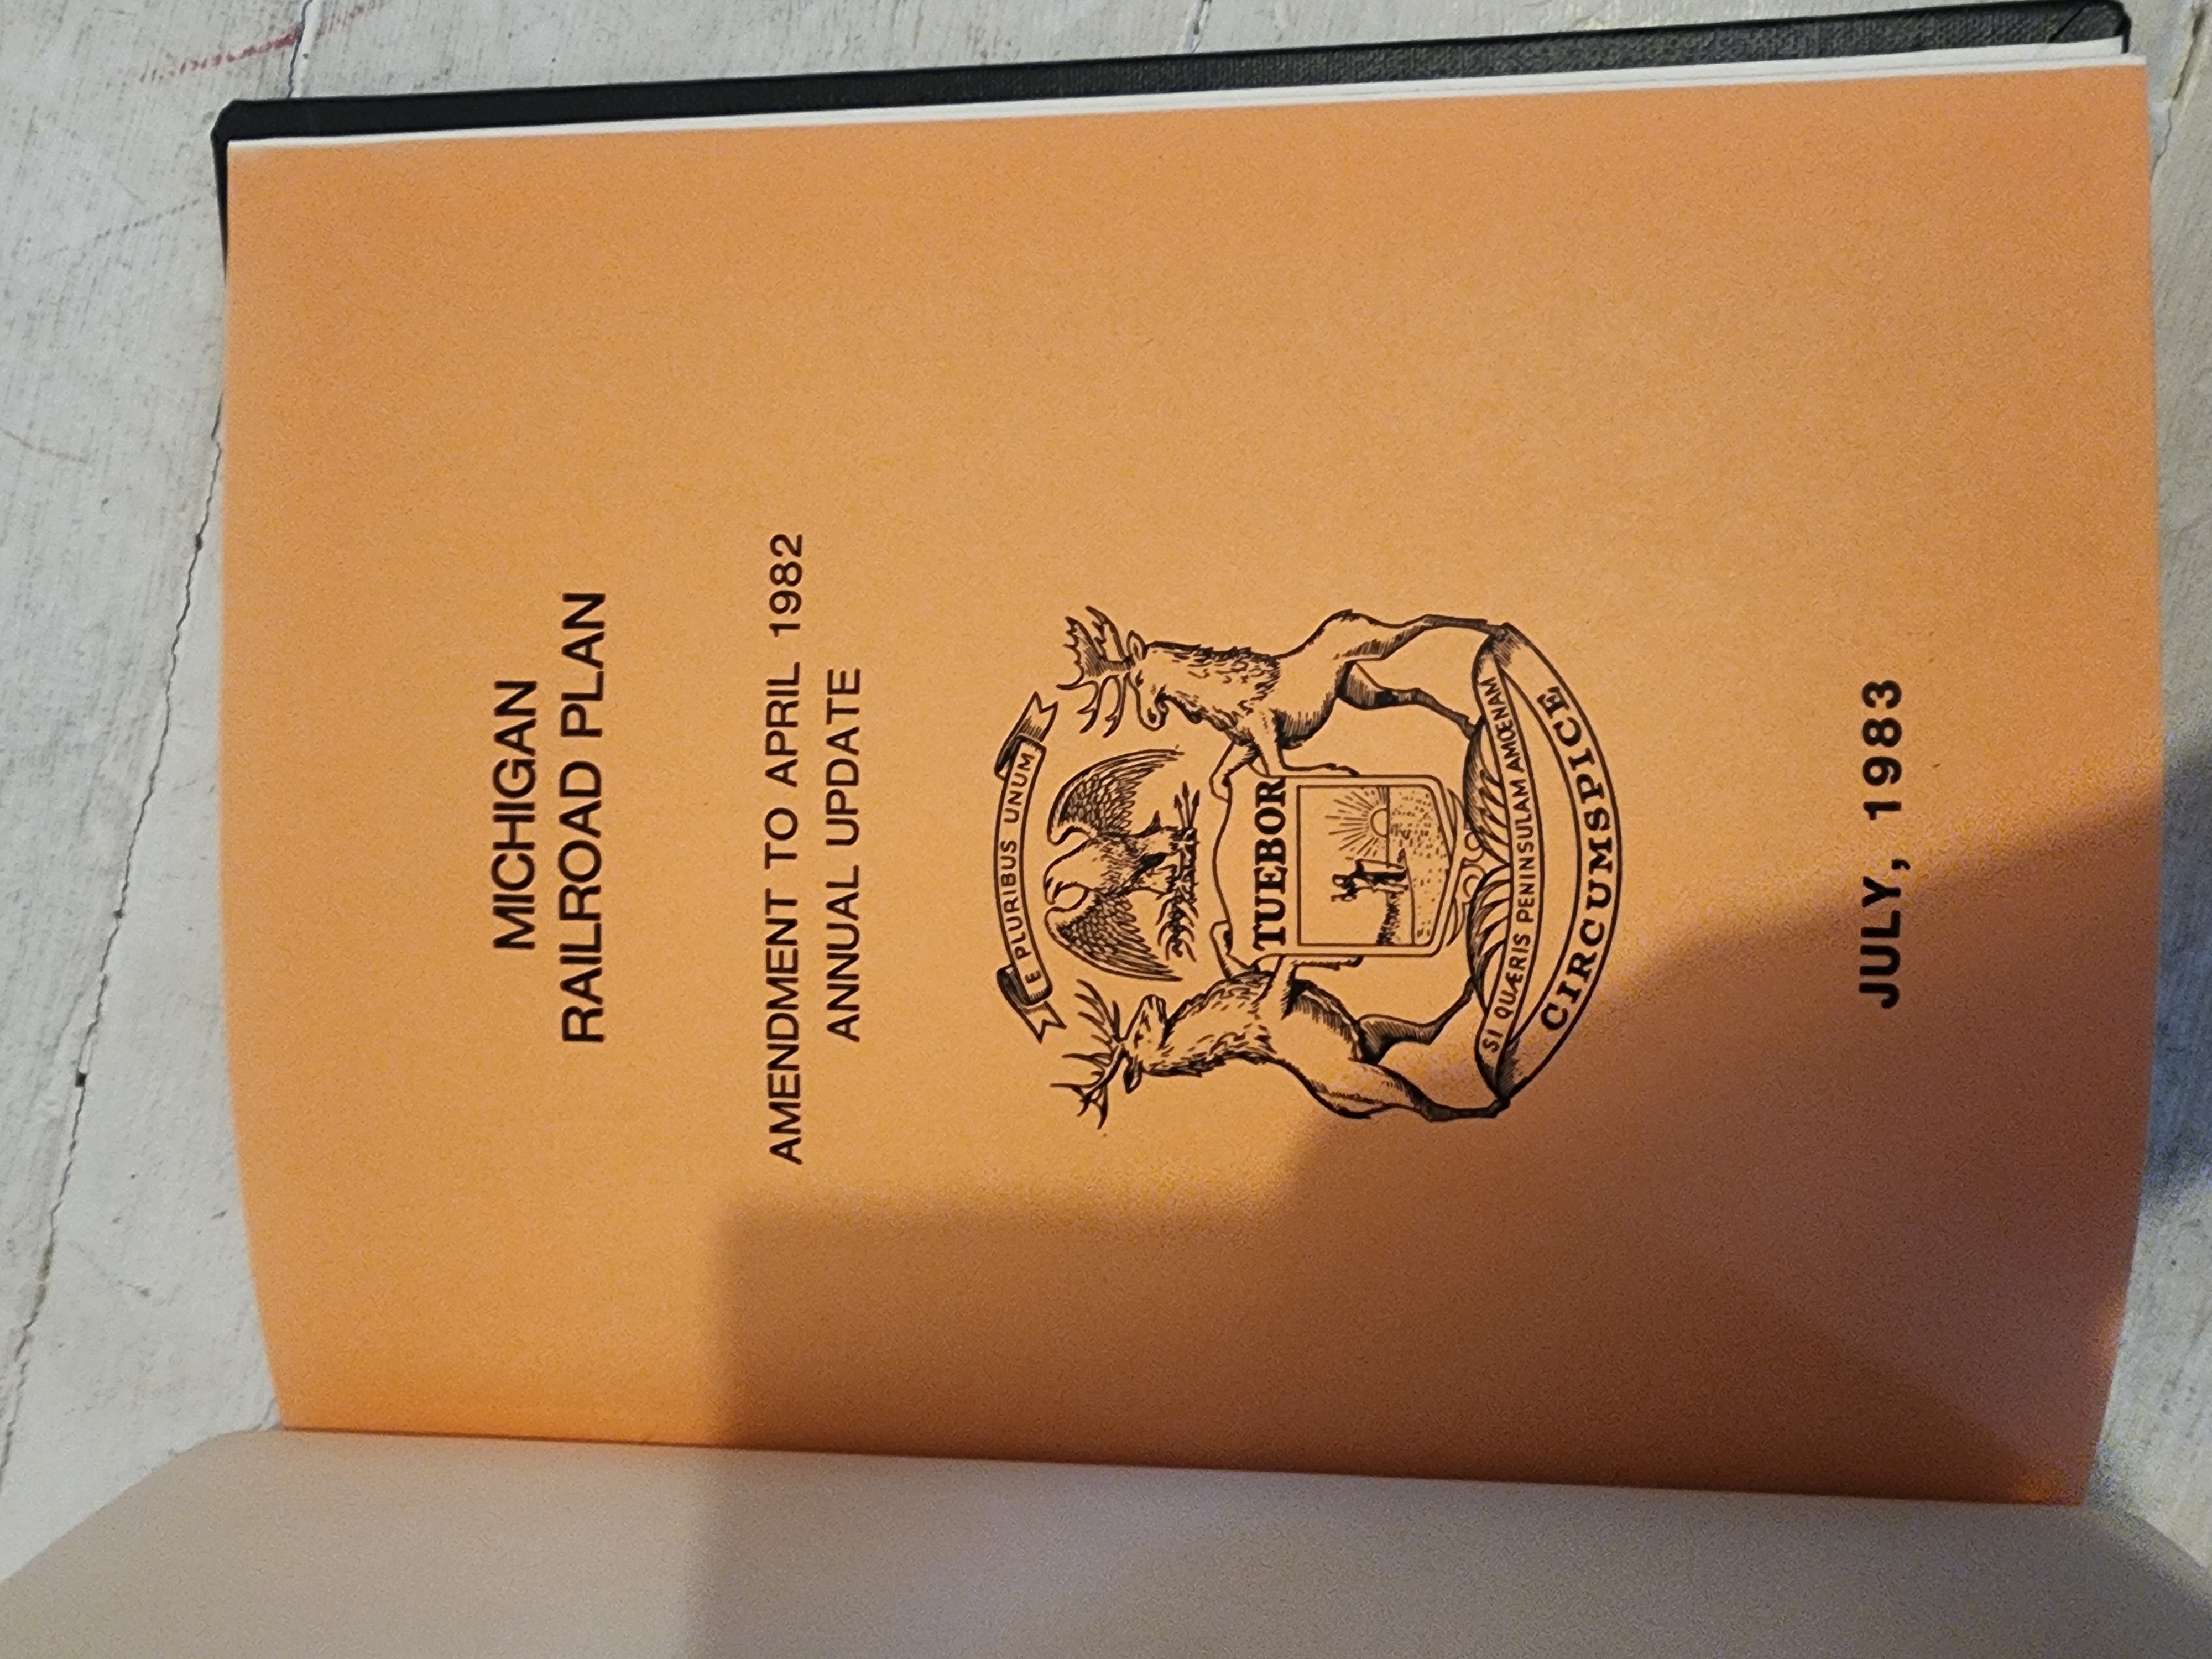 MICHIGAN
RAILROAD PLAN
AMENDMENT TO APRIL 1982
ANNUAL UPDATE
E PLURIBUS UNUM
TUEBOR
SI QUÆRIS PENINSULAM AMŒNAM
CIRCUMSPICE
JULY, 1983